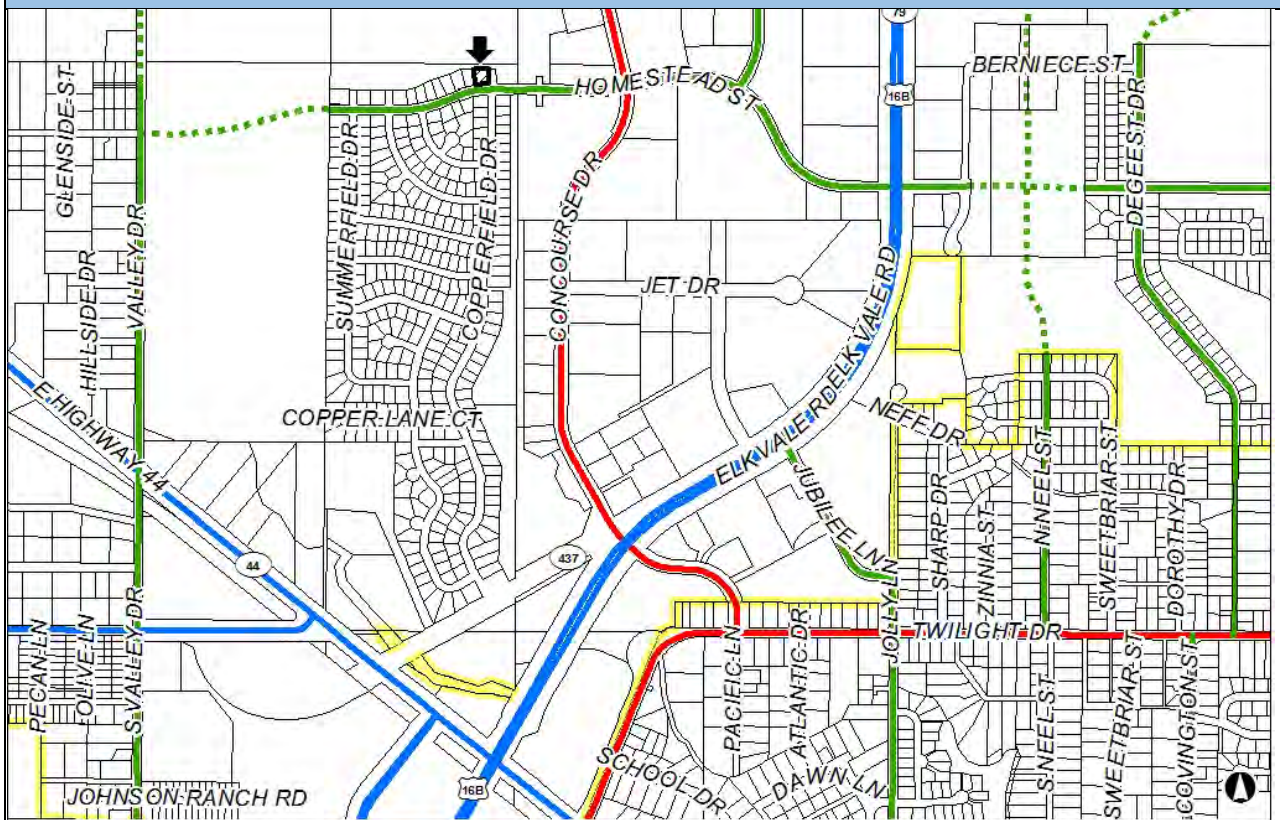 79
BERNIECE ST
HOMESTEAD ST
16B
GLENSIDE ST
DEGEEST DR
VALLEY DR
HILLSIDE DR
SUMMERFIELD DR
COPPERFIELD DR
CONCOURSE DR
JET DR
ELK VALE RD
ELK VALE RD
E HIGHWAY 44
COPPER LANE CT
NEFF DR
JUBILEE LN
SHARP DR
ZINNIA ST
N NEEL ST
SWEETBRIAR ST
DOROTHY DR
437
44
PECAN LN
OLIVE LN
S VALLEY DR
PACIFIC LN
ATLANTIC DR
JOLLY LN
TWILIGHT DR
S NEEL ST
SWEETBRIAR ST
COVINGTON ST
SCHOOL DR
DAWN LN
16B
JOHNSON RANCH RD